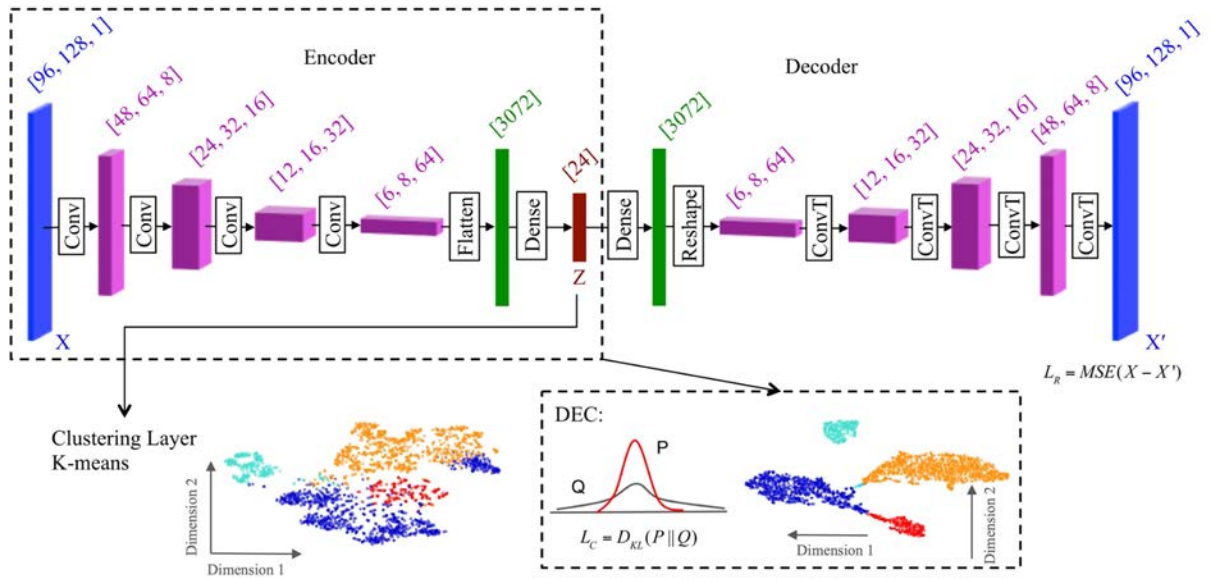 Encoder
Decoder
[96, 128, 1]
[48, 64, 8]
[24, 32, 16]
[12, 16, 32]
[6, 8, 64]
[3072]
[24]
[3072]
[6, 8, 64]
[12, 16, 32]
[24, 32, 16]
[48, 64, 8]
[96, 128, 1]
Conv
Conv
Conv
Conv
Flatten
Dense
Dense
Reshape
ConvT
ConvT
ConvT
ConvT
X
Z
X'
L_R = MSE(X − X')
Clustering Layer
K-means
Dimension 2
Dimension 1
DEC:
P
Q
L_C = D_KL (P || Q)
Dimension 1
Dimension 2